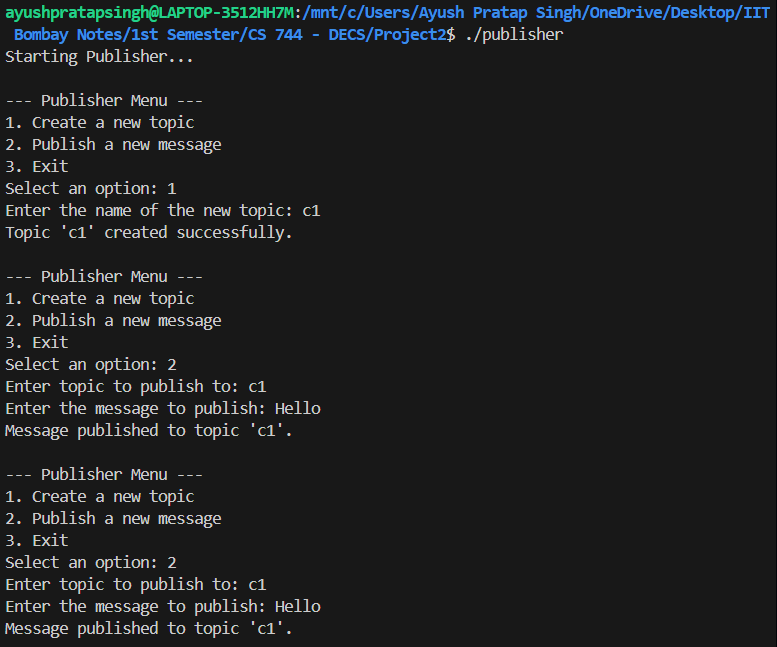 ayushpratapsingh@LAPTOP-3512HH7M:/mnt/c/Users/Ayush Pratap Singh/OneDrive/Desktop/IIT
Bombay Notes/1st Semester/CS 744 - DECS/Project2$ ./publisher
Starting Publisher...
--- Publisher Menu ---
1. Create a new topic
2. Publish a new message
3. Exit
Select an option: 1
Enter the name of the new topic: c1
Topic 'c1' created successfully.
--- Publisher Menu ---
1. Create a new topic
2. Publish a new message
3. Exit
Select an option: 2
Enter topic to publish to: c1
Enter the message to publish: Hello
Message published to topic 'c1'.
--- Publisher Menu ---
1. Create a new topic
2. Publish a new message
3. Exit
Select an option: 2
Enter topic to publish to: c1
Enter the message to publish: Hello
Message published to topic 'c1'.